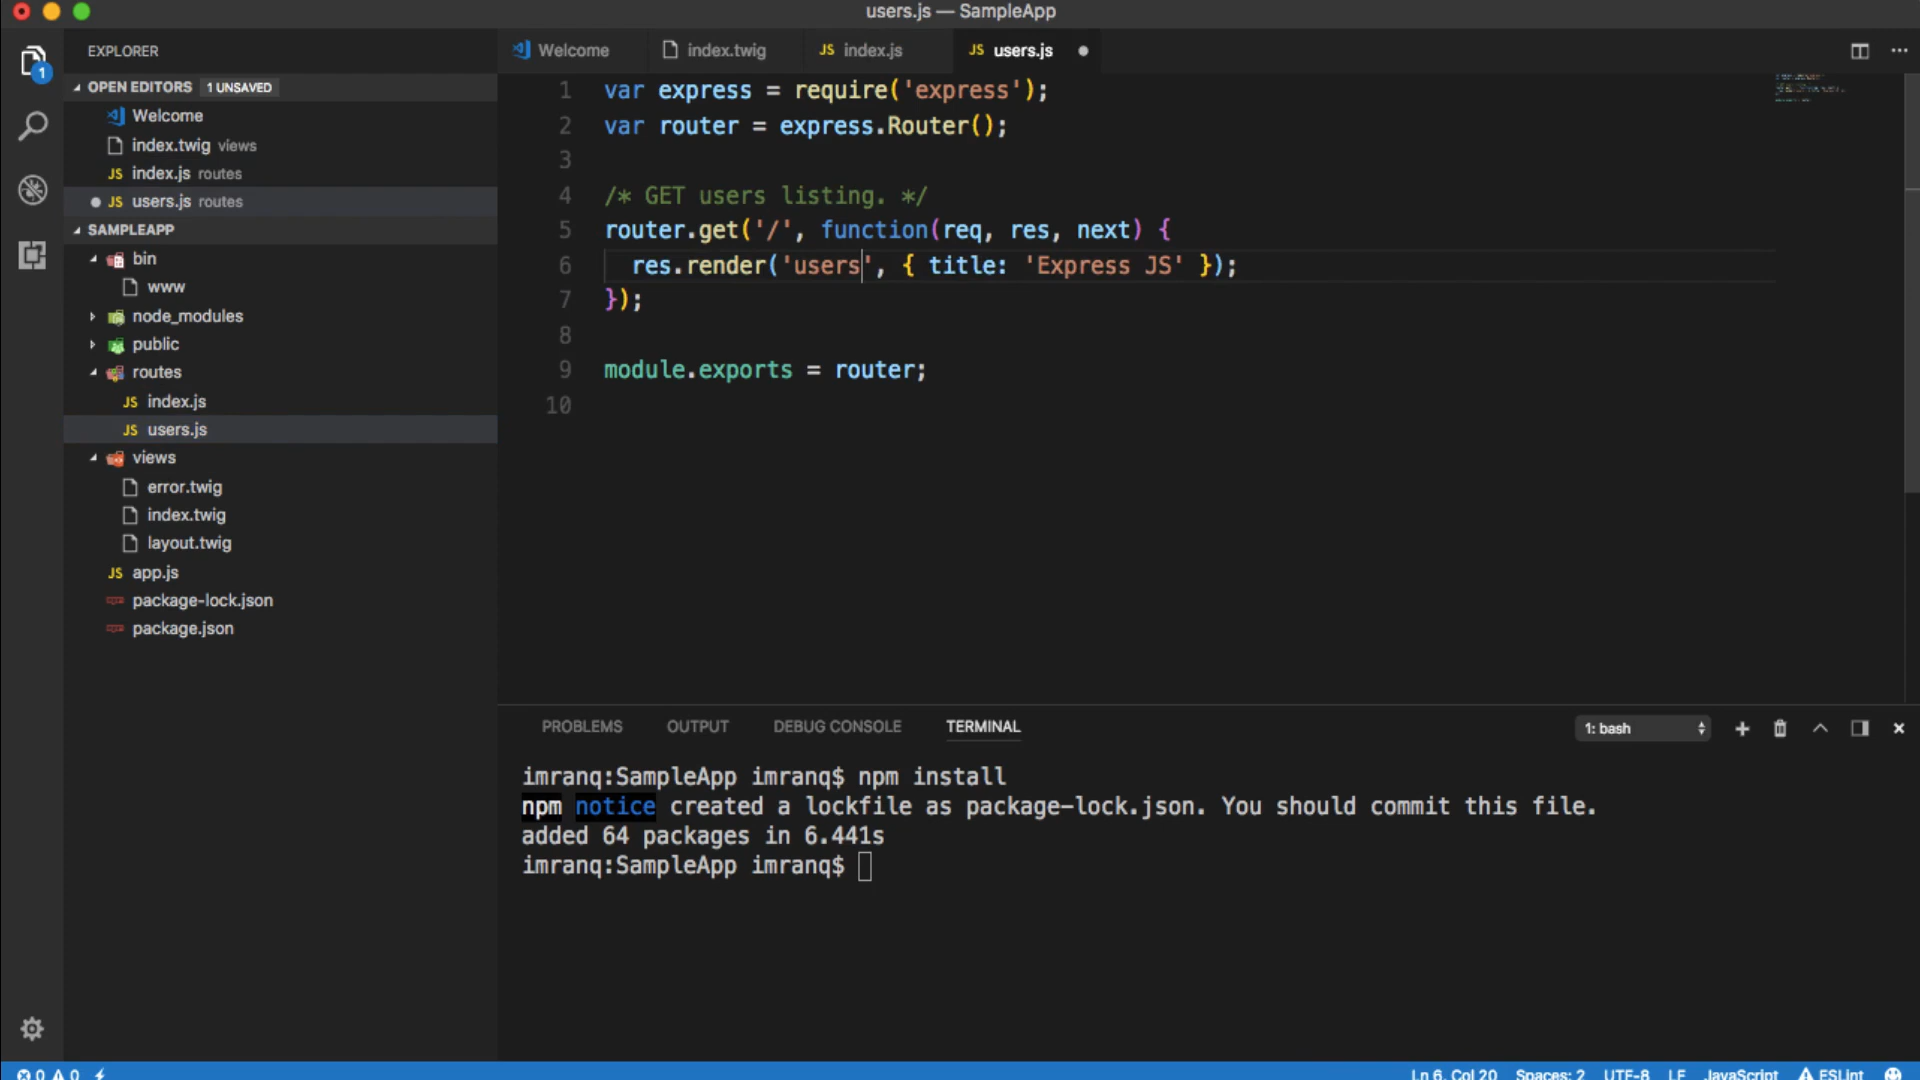 users.js — SampleApp
EXPLORER
OPEN EDITORS 1 UNSAVED
Welcome
index.twig views
JS index.js routes
JS users.js routes
SAMPLEAPP
bin
www
node_modules
public
routes
JS index.js
JS users.js
views
error.twig
index.twig
layout.twig
JS app.js
package-lock.json
package.json
1
Welcome
index.twig
JS index.js
JS users.js
1 var express = require('express');
2 var router = express.Router();
3
4 /* GET users listing. */
5 router.get('/', function(req, res, next) {
6 res.render('users', { title: 'Express JS' });
7 });
8
9 module.exports = router;
10
PROBLEMS OUTPUT DEBUG CONSOLE TERMINAL 1: bash
imranq:SampleApp imranq$ npm install
npm notice created a lockfile as package-lock.json. You should commit this file.
added 64 packages in 6.441s
imranq:SampleApp imranq$
0 0 Ln 6, Col 20 Spaces: 2 UTF-8 LF JavaScript ESLint